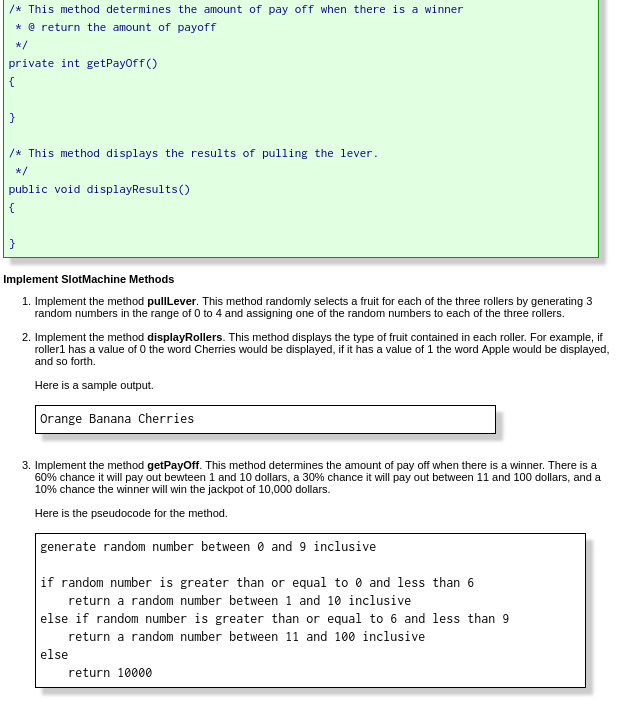 /* This method determines the amount of pay off when there is a winner
 * @ return the amount of payoff
 */
private int getPayOff()
{

}

/* This method displays the results of pulling the lever.
 */
public void displayResults()
{

}
Implement SlotMachine Methods
1. Implement the method pullLever. This method randomly selects a fruit for each of the three rollers by generating 3
random numbers in the range of 0 to 4 and assigning one of the random numbers to each of the three rollers.
2. Implement the method displayRollers. This method displays the type of fruit contained in each roller. For example, if
roller1 has a value of 0 the word Cherries would be displayed, if it has a value of 1 the word Apple would be displayed,
and so forth.
Here is a sample output.
Orange Banana Cherries
3. Implement the method getPayOff. This method determines the amount of pay off when there is a winner. There is a
60% chance it will pay out bewteen 1 and 10 dollars, a 30% chance it will pay out between 11 and 100 dollars, and a
10% chance the winner will win the jackpot of 10,000 dollars.
Here is the pseudocode for the method.
generate random number between 0 and 9 inclusive

if random number is greater than or equal to 0 and less than 6
    return a random number between 1 and 10 inclusive
else if random number is greater than or equal to 6 and less than 9
    return a random number between 11 and 100 inclusive
else
    return 10000